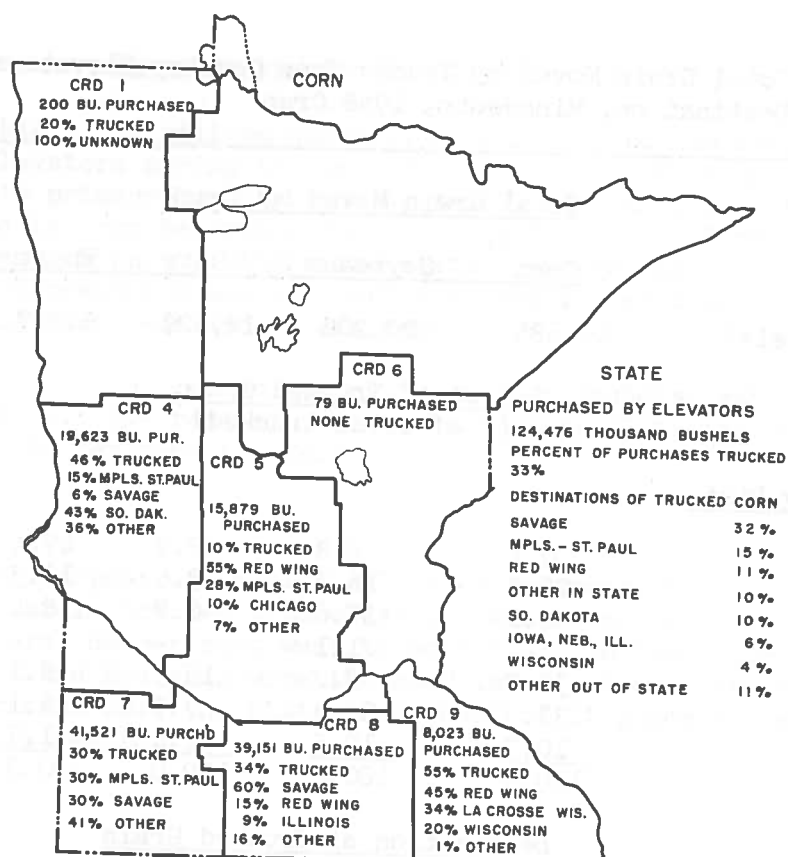 CORN
CRD 1
200 BU. PURCHASED
20% TRUCKED
100% UNKNOWN
CRD 6
79 BU. PURCHASED
NONE TRUCKED
CRD 4
19,623 BU. PUR.
46% TRUCKED
15% MPLS. ST.PAUL
6% SAVAGE
43% SO. DAK.
36% OTHER
CRD 5
15,879 BU.
PURCHASED
10% TRUCKED
55% RED WING
28% MPLS. ST.PAUL
10% CHICAGO
7% OTHER
STATE
PURCHASED BY ELEVATORS
124,476 THOUSAND BUSHELS
PERCENT OF PURCHASES TRUCKED
33%
DESTINATIONS OF TRUCKED CORN
SAVAGE 32%
MPLS.- ST. PAUL 15%
RED WING 11%
OTHER IN STATE 10%
SO. DAKOTA 10%
IOWA, NEB., ILL. 6%
WISCONSIN 4%
OTHER OUT OF STATE 11%
CRD 7
41,521 BU. PURCH'D
30% TRUCKED
30% MPLS. ST.PAUL
30% SAVAGE
41% OTHER
CRD 8
39,151 BU. PURCHASED
34% TRUCKED
60% SAVAGE
15% RED WING
9% ILLINOIS
16% OTHER
CRD 9
8,023 BU.
PURCHASED
55% TRUCKED
45% RED WING
34% LA CROSSE WIS.
20% WISCONSIN
1% OTHER